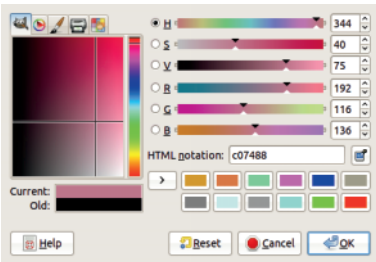 H 344
S 40
V 75
R 192
G 116
B 136
HTML notation: c07488
Current:
Old:
Help Reset Cancel OK